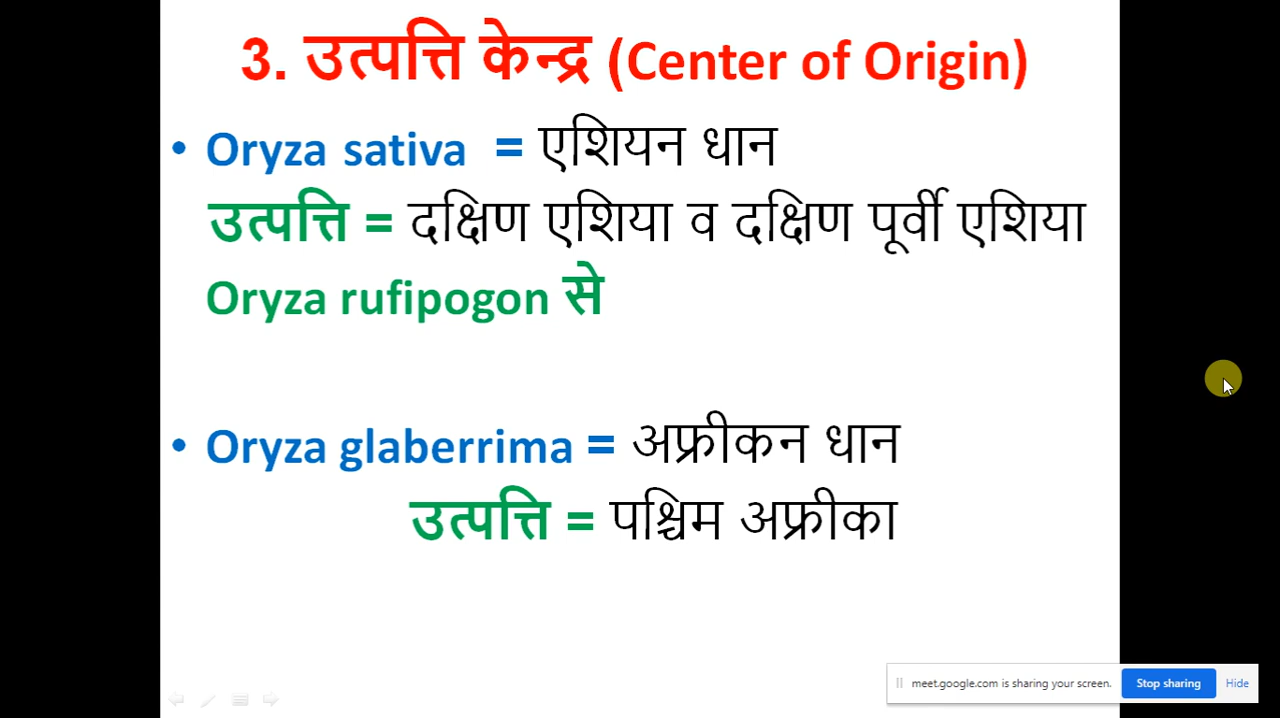 3. उत्पत्ति केन्द्र (Center of Origin)
• Oryza sativa = एशियन धान
उत्पत्ति = दक्षिण एशिया व दक्षिण पूर्वी एशिया
Oryza rufipogon से
• Oryza glaberrima = अफ्रीकन धान
उत्पत्ति = पश्चिम अफ्रीका
meet.google.com is sharing your screen. Stop sharing Hide